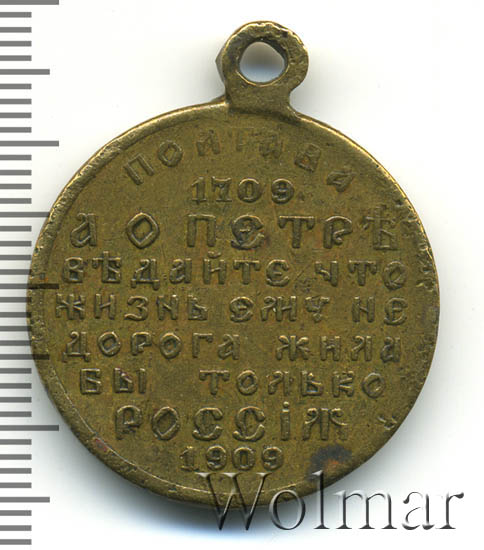 ПОЛТАВА
1709
А О ПЕТРѢ
ВѢДАЙТЕ ЧТО
ЖИЗНЬ ЕМУ НЕ
ДОРОГА ЖИЛА
БЫ ТОЛЬКО
РОССІЯ
1909
Wolmar